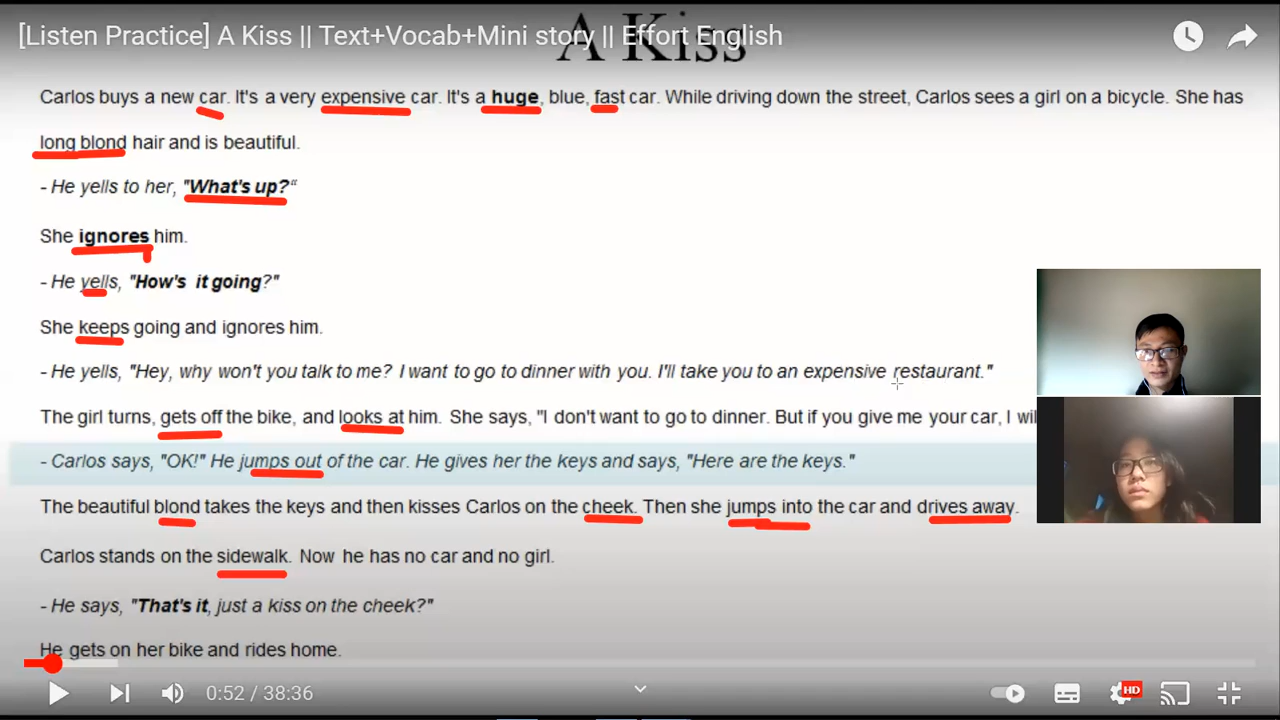 A Kiss
[Listen Practice] A Kiss || Text+Vocab+Mini story || Effort English
Carlos buys a new car. It's a very expensive car. It's a huge, blue, fast car. While driving down the street, Carlos sees a girl on a bicycle. She has
long blond hair and is beautiful.
- He yells to her, "What's up?“
She ignores him.
- He yells, "How's it going?"
She keeps going and ignores him.
- He yells, "Hey, why won't you talk to me? I want to go to dinner with you. I'll take you to an expensive restaurant."
The girl turns, gets off the bike, and looks at him. She says, "I don't want to go to dinner. But if you give me your car, I wil
- Carlos says, "OK!" He jumps out of the car. He gives her the keys and says, "Here are the keys."
The beautiful blond takes the keys and then kisses Carlos on the cheek. Then she jumps into the car and drives away.
Carlos stands on the sidewalk. Now he has no car and no girl.
- He says, "That's it, just a kiss on the cheek?"
He gets on her bike and rides home.
0:52 / 38:36
HD